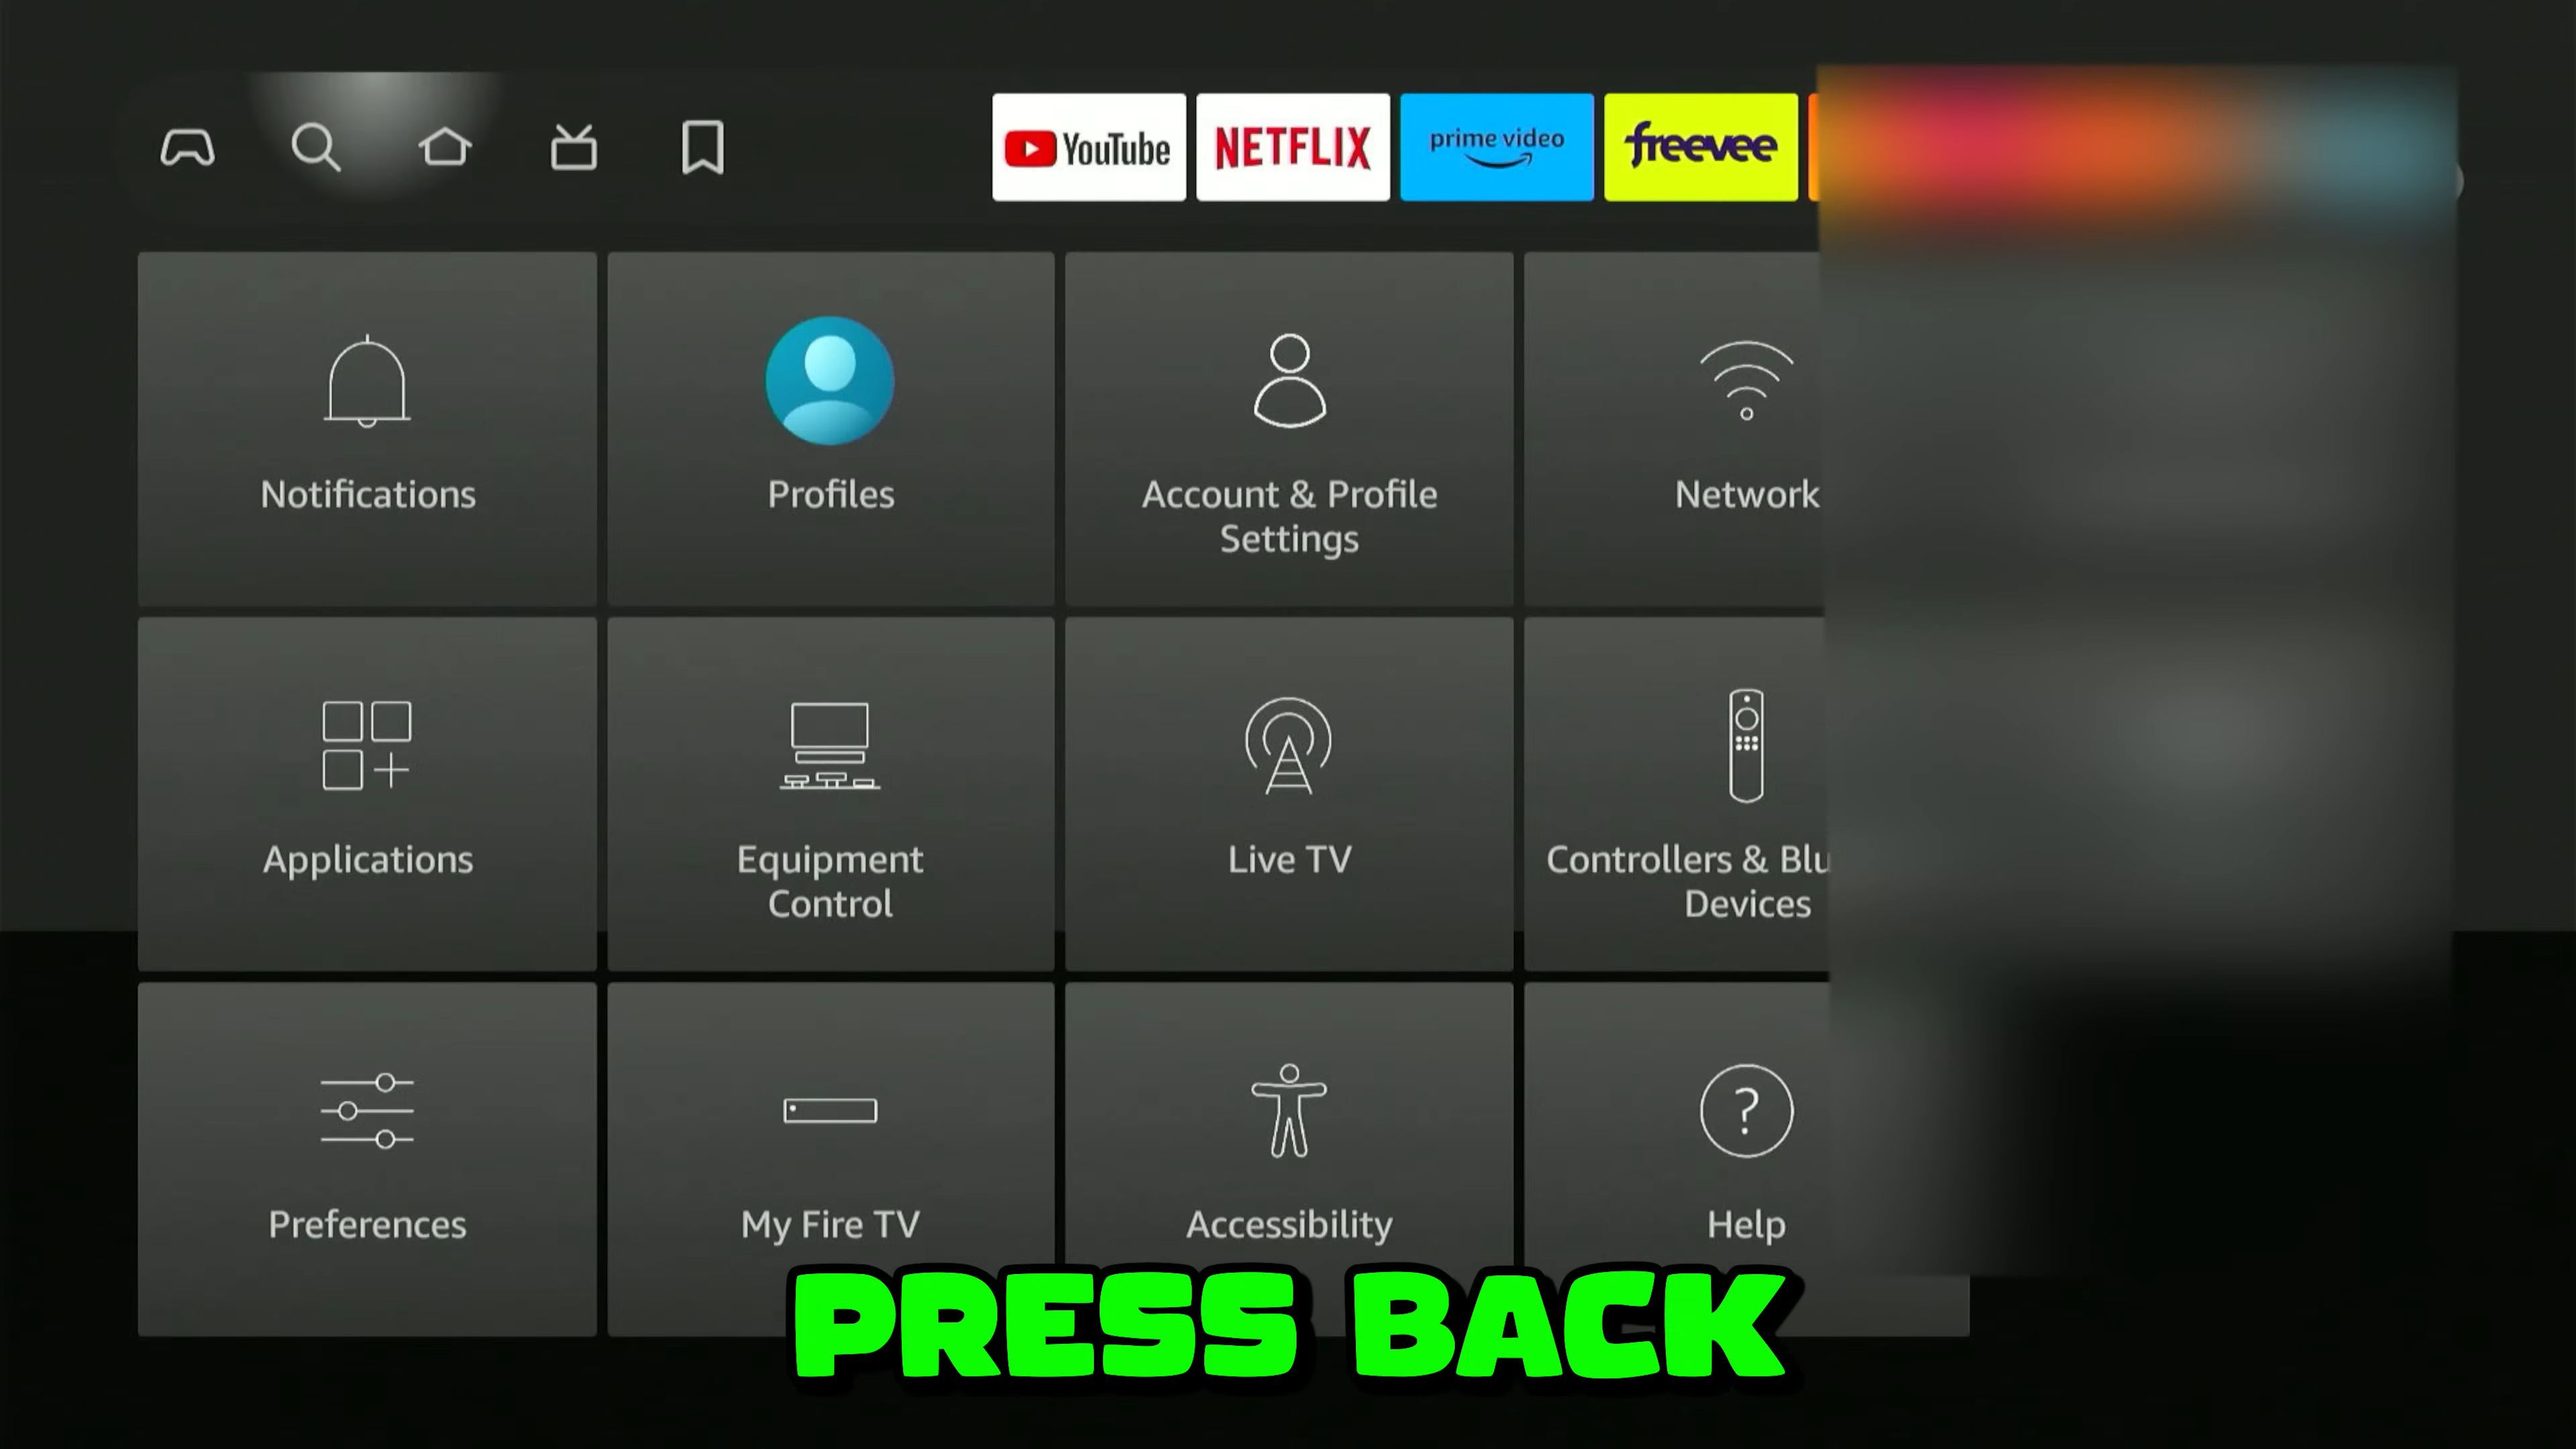 YouTube
NETFLIX
prime video
freevee
Notifications
Profiles
Account & Profile
Settings
Network
Applications
Equipment
Control
Live TV
Controllers & Blu
Devices
Preferences
My Fire TV
Accessibility
?
Help
PRESS BACK